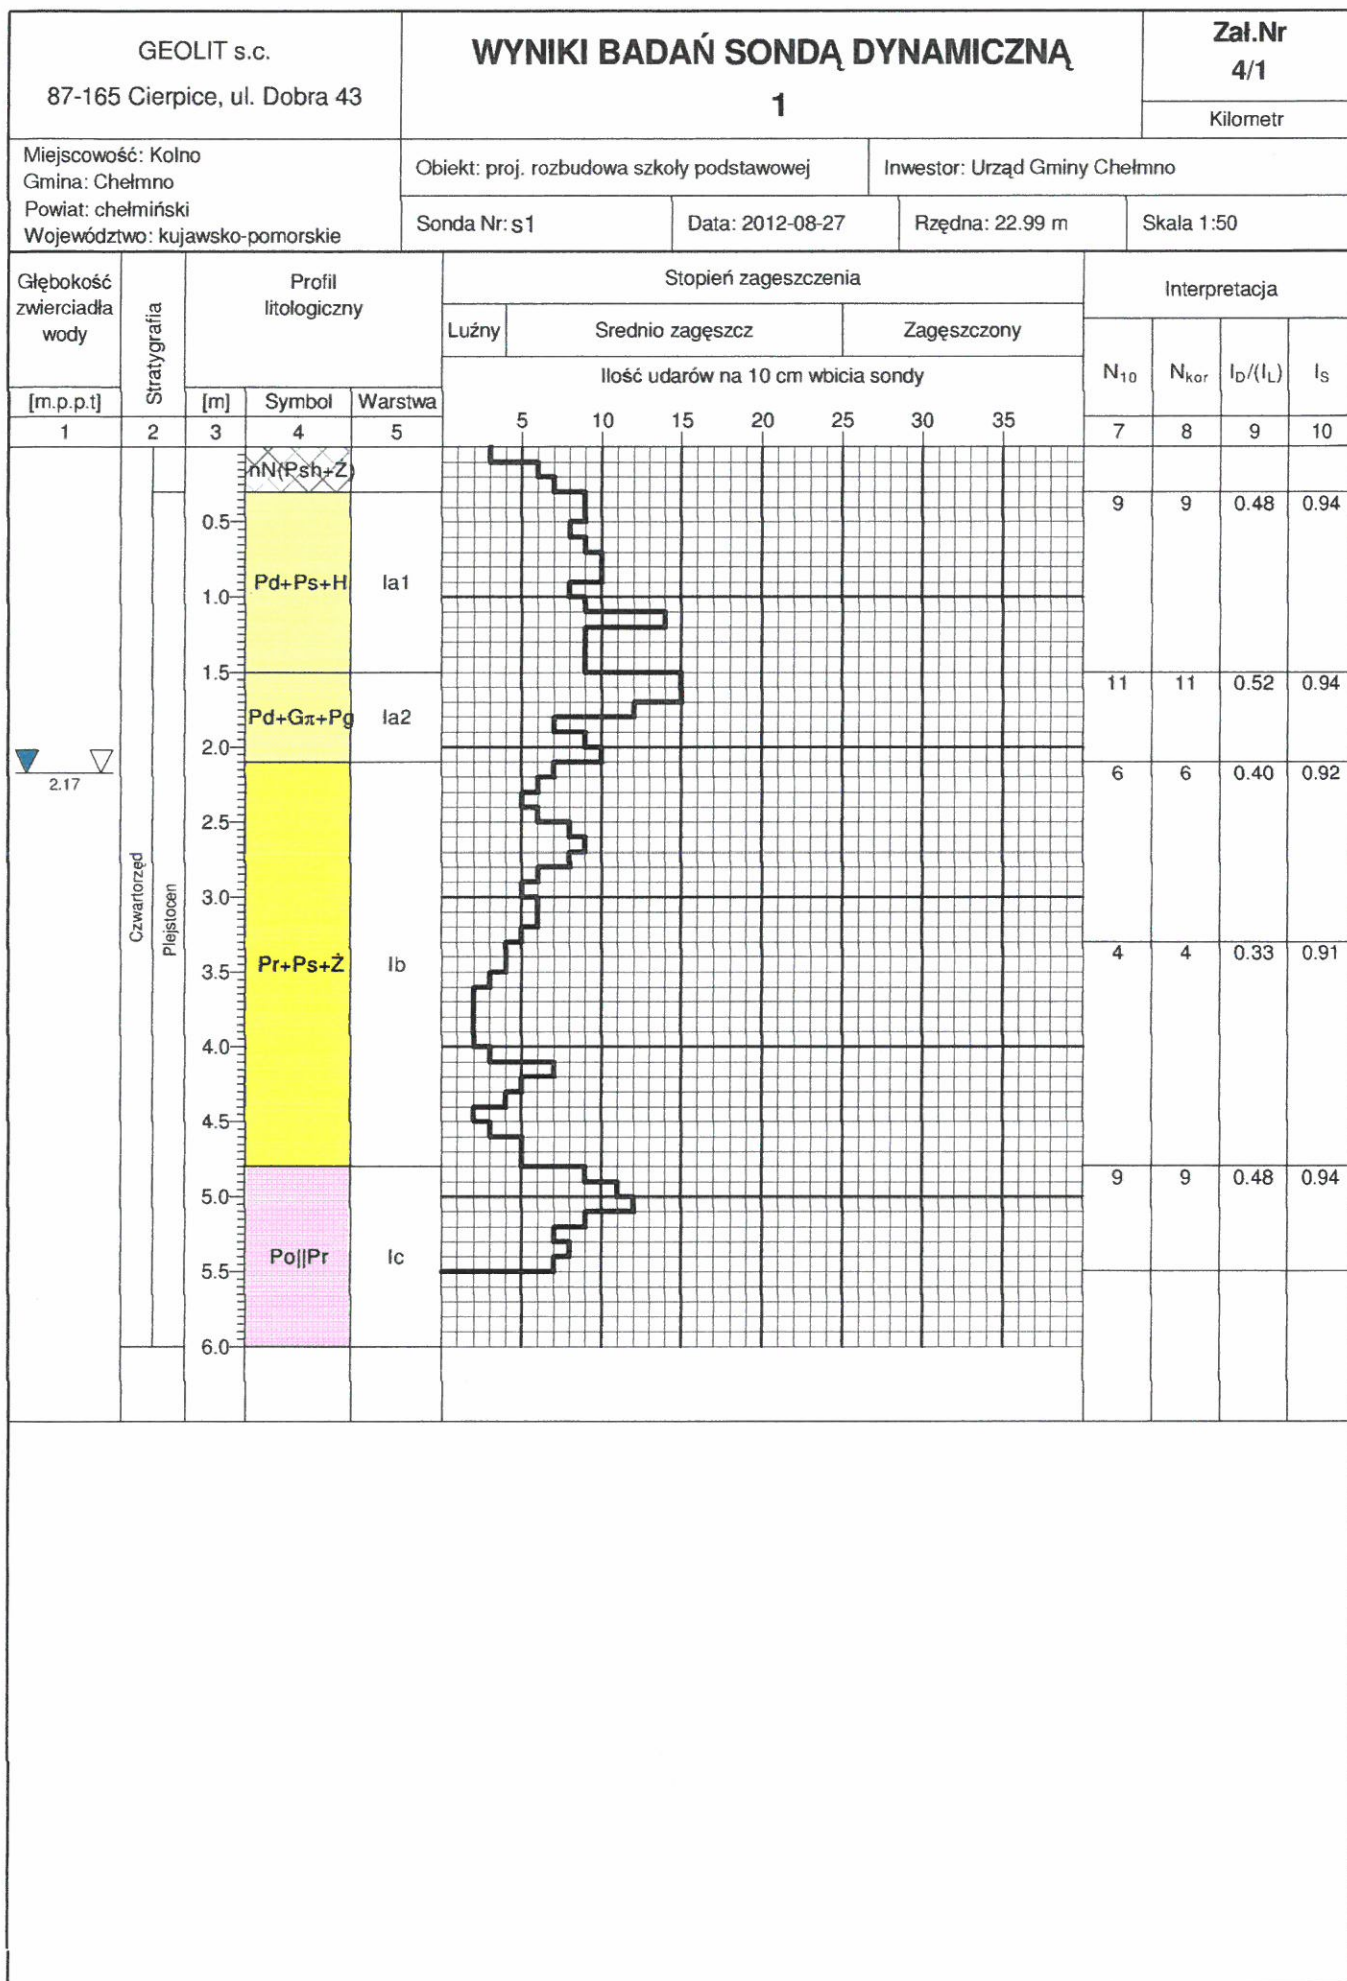 GEOLIT s.c.
87-165 Cierpice, ul. Dobra 43
WYNIKI BADAŃ SONDĄ DYNAMICZNĄ
1
Zał.Nr
4/1
Kilometr
Miejscowość: Kolno
Gmina: Chełmno
Powiat: chełmiński
Województwo: kujawsko-pomorskie
Obiekt: proj. rozbudowa szkoły podstawowej
Inwestor: Urząd Gminy Chełmno
Sonda Nr: s1
Data: 2012-08-27
Rzędna: 22.99 m
Skala 1:50
Głębokość
zwierciadła
wody
[m.p.p.t]
Stratygrafia
Profil
litologiczny
[m] Symbol Warstwa
Stopień zageszczenia
Luźny Srednio zagęszcz Zagęszczony
Ilość udarów na 10 cm wbicia sondy
5 10 15 20 25 30 35
Interpretacja
N10 Nkor ID/(IL) IS
1 2 3 4 5 7 8 9 10
nN(Psh+Ż)
9 9 0.48 0.94
0.5
Pd+Ps+H Ia1
1.0
1.5
11 11 0.52 0.94
Pd+Gπ+Pg Ia2
2.0
6 6 0.40 0.92
2.17
2.5
3.0
Czwartorzęd
Plejstocen
4 4 0.33 0.91
Pr+Ps+Ż Ib
3.5
4.0
4.5
9 9 0.48 0.94
5.0
Po||Pr Ic
5.5
6.0